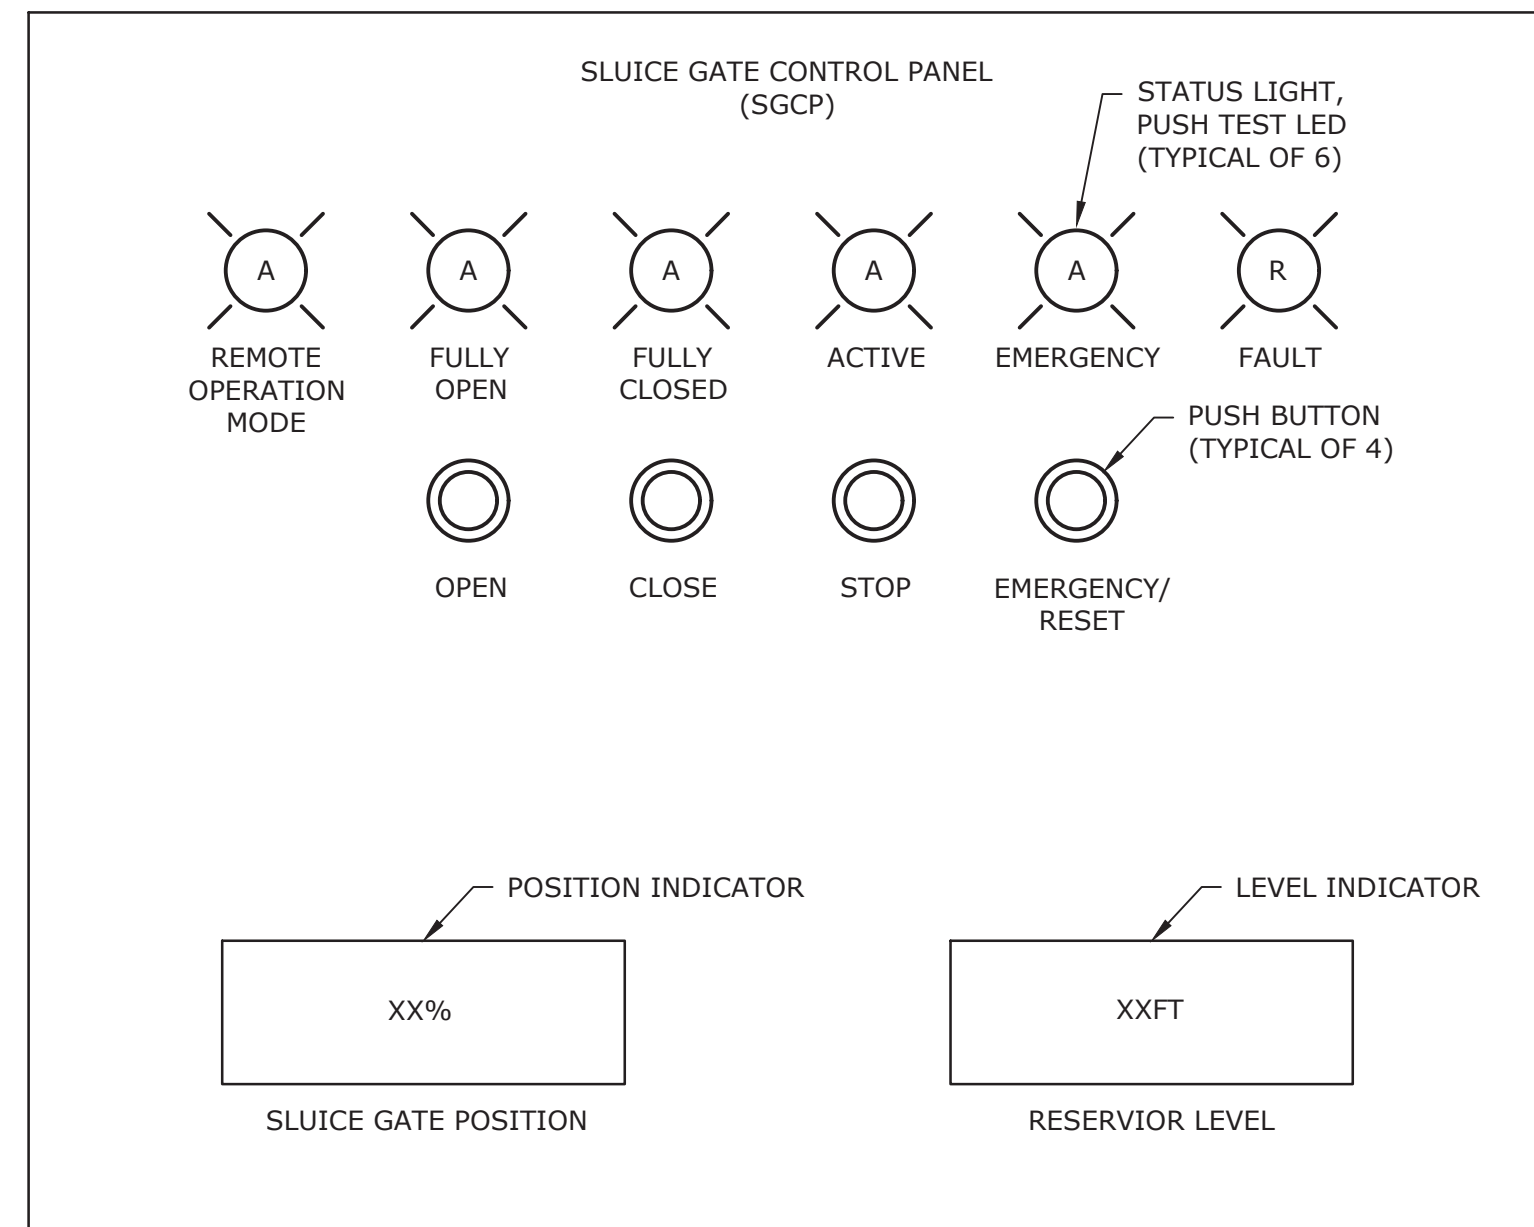 SLUICE GATE CONTROL PANEL
(SGCP)
STATUS LIGHT,
PUSH TEST LED
(TYPICAL OF 6)
A
A
A
A
A
R
REMOTE
OPERATION
MODE
FULLY
OPEN
FULLY
CLOSED
ACTIVE
EMERGENCY
FAULT
PUSH BUTTON
(TYPICAL OF 4)
OPEN
CLOSE
STOP
EMERGENCY/
RESET
POSITION INDICATOR
LEVEL INDICATOR
XX%
XXFT
SLUICE GATE POSITION
RESERVIOR LEVEL